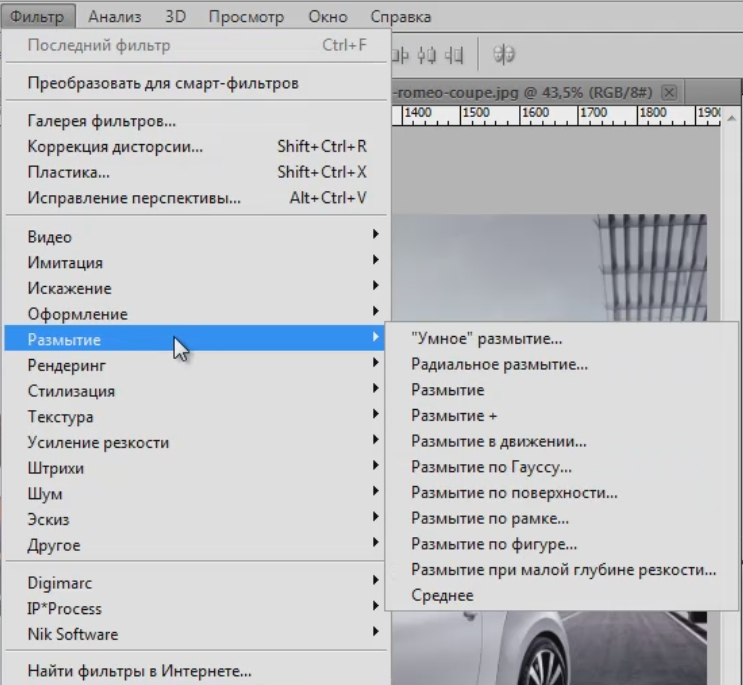 Фильтр Анализ 3D Просмотр Окно Справка
Последний фильтр Ctrl+F
Преобразовать для смарт-фильтров
-romeo-coupe.jpg @ 43,5% (RGB/8#)
1400 1500 1600 1700 1800 1900
Галерея фильтров...
Коррекция дисторсии... Shift+Ctrl+R
Пластика... Shift+Ctrl+X
Исправление перспективы... Alt+Ctrl+V
Видео
Имитация
Искажение
Оформление
Размытие
Рендеринг
Стилизация
Текстура
Усиление резкости
Штрихи
Шум
Эскиз
Другое
Digimarc
IP*Process
Nik Software
Найти фильтры в Интернете...
"Умное" размытие...
Радиальное размытие...
Размытие
Размытие +
Размытие в движении...
Размытие по Гауссу...
Размытие по поверхности...
Размытие по рамке...
Размытие по фигуре...
Размытие при малой глубине резкости...
Среднее